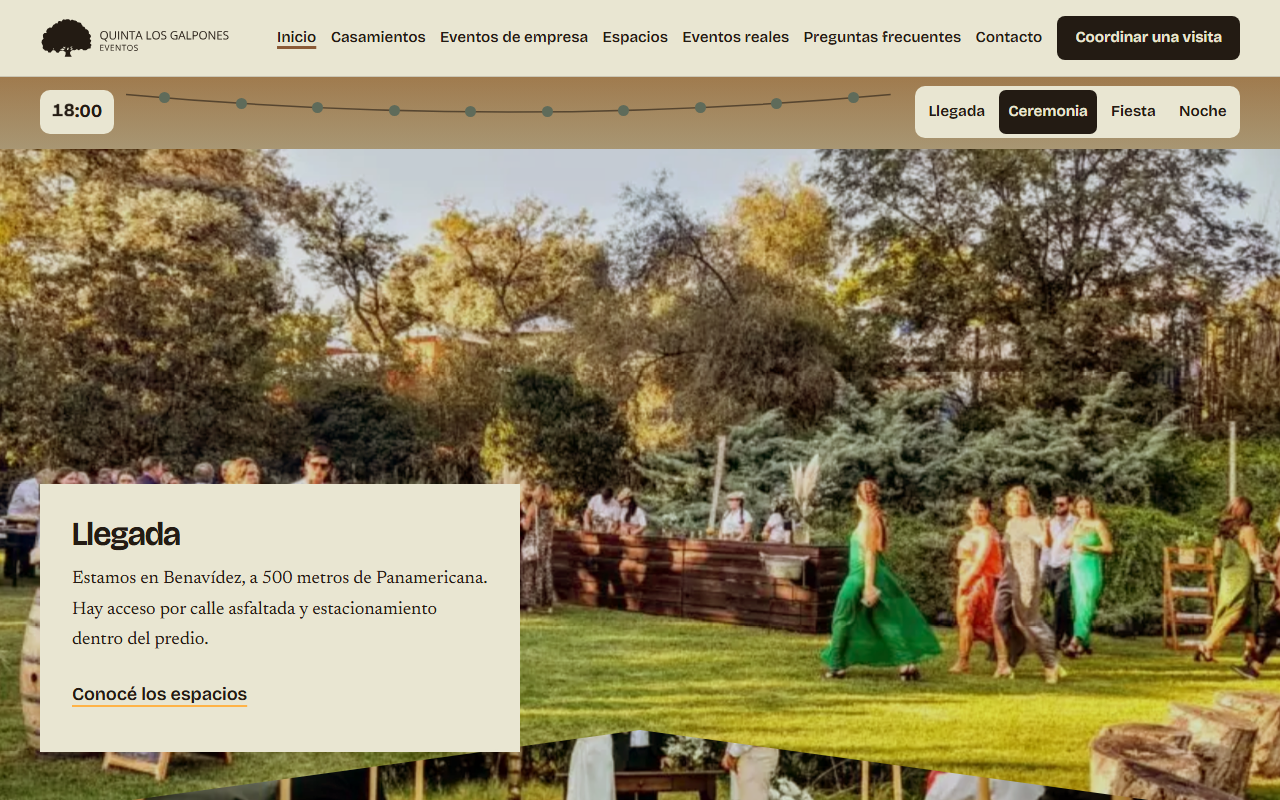 QUINTA LOS GALPONES
EVENTOS
Inicio
Casamientos
Eventos de empresa
Espacios
Eventos reales
Preguntas frecuentes
Contacto
Coordinar una visita
18:00
Llegada
Ceremonia
Fiesta
Noche
Llegada
Estamos en Benavídez, a 500 metros de Panamericana.
Hay acceso por calle asfaltada y estacionamiento
dentro del predio.
Conocé los espacios